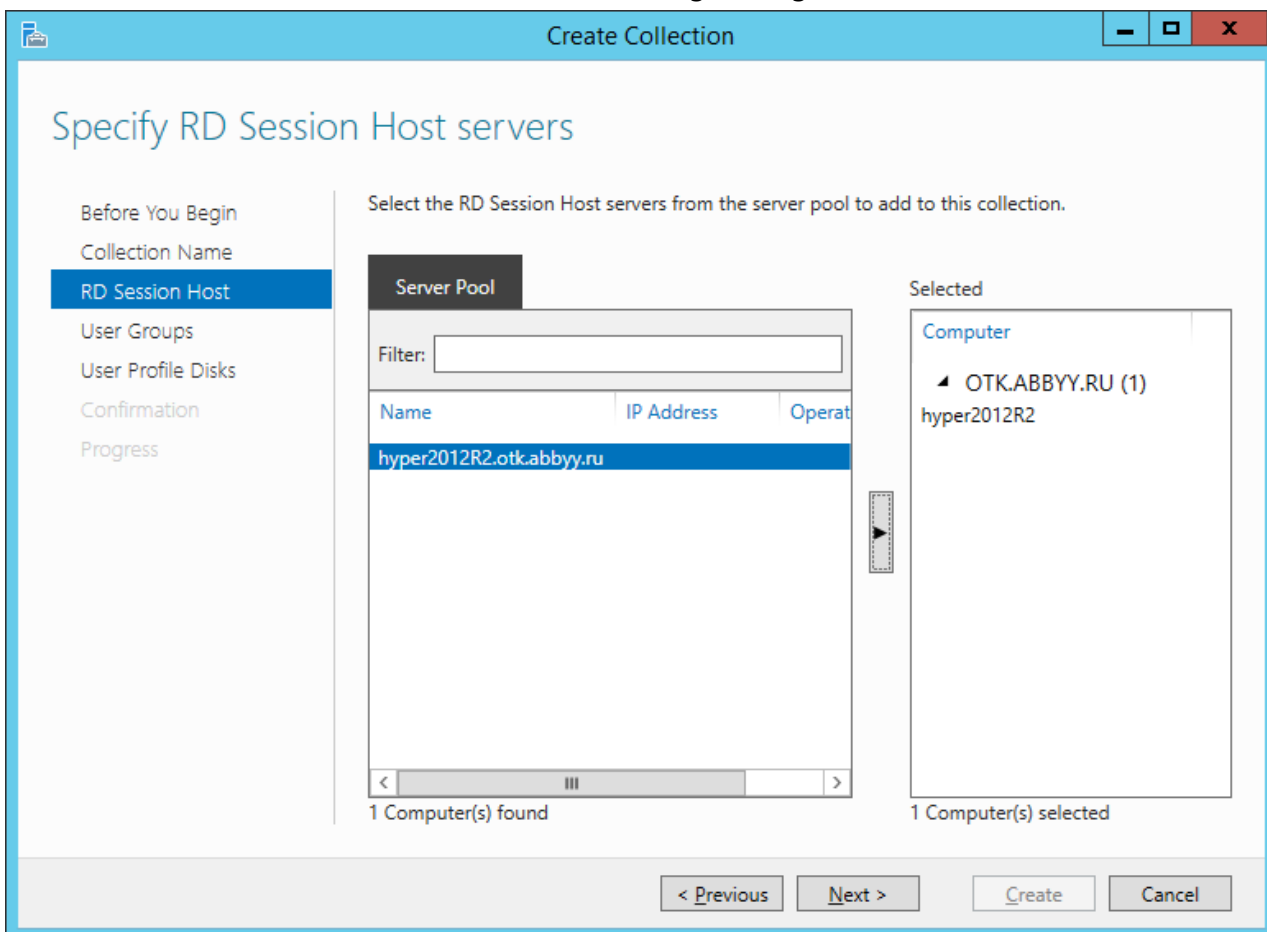 Create Collection
Specify RD Session Host servers
Before You Begin
Collection Name
RD Session Host
User Groups
User Profile Disks
Confirmation
Progress
Select the RD Session Host servers from the server pool to add to this collection.
Server Pool
Filter:
Name IP Address Operat
hyper2012R2.otk.abbyy.ru
1 Computer(s) found
Selected
Computer
OTK.ABBYY.RU (1)
hyper2012R2
1 Computer(s) selected
< Previous Next > Create Cancel